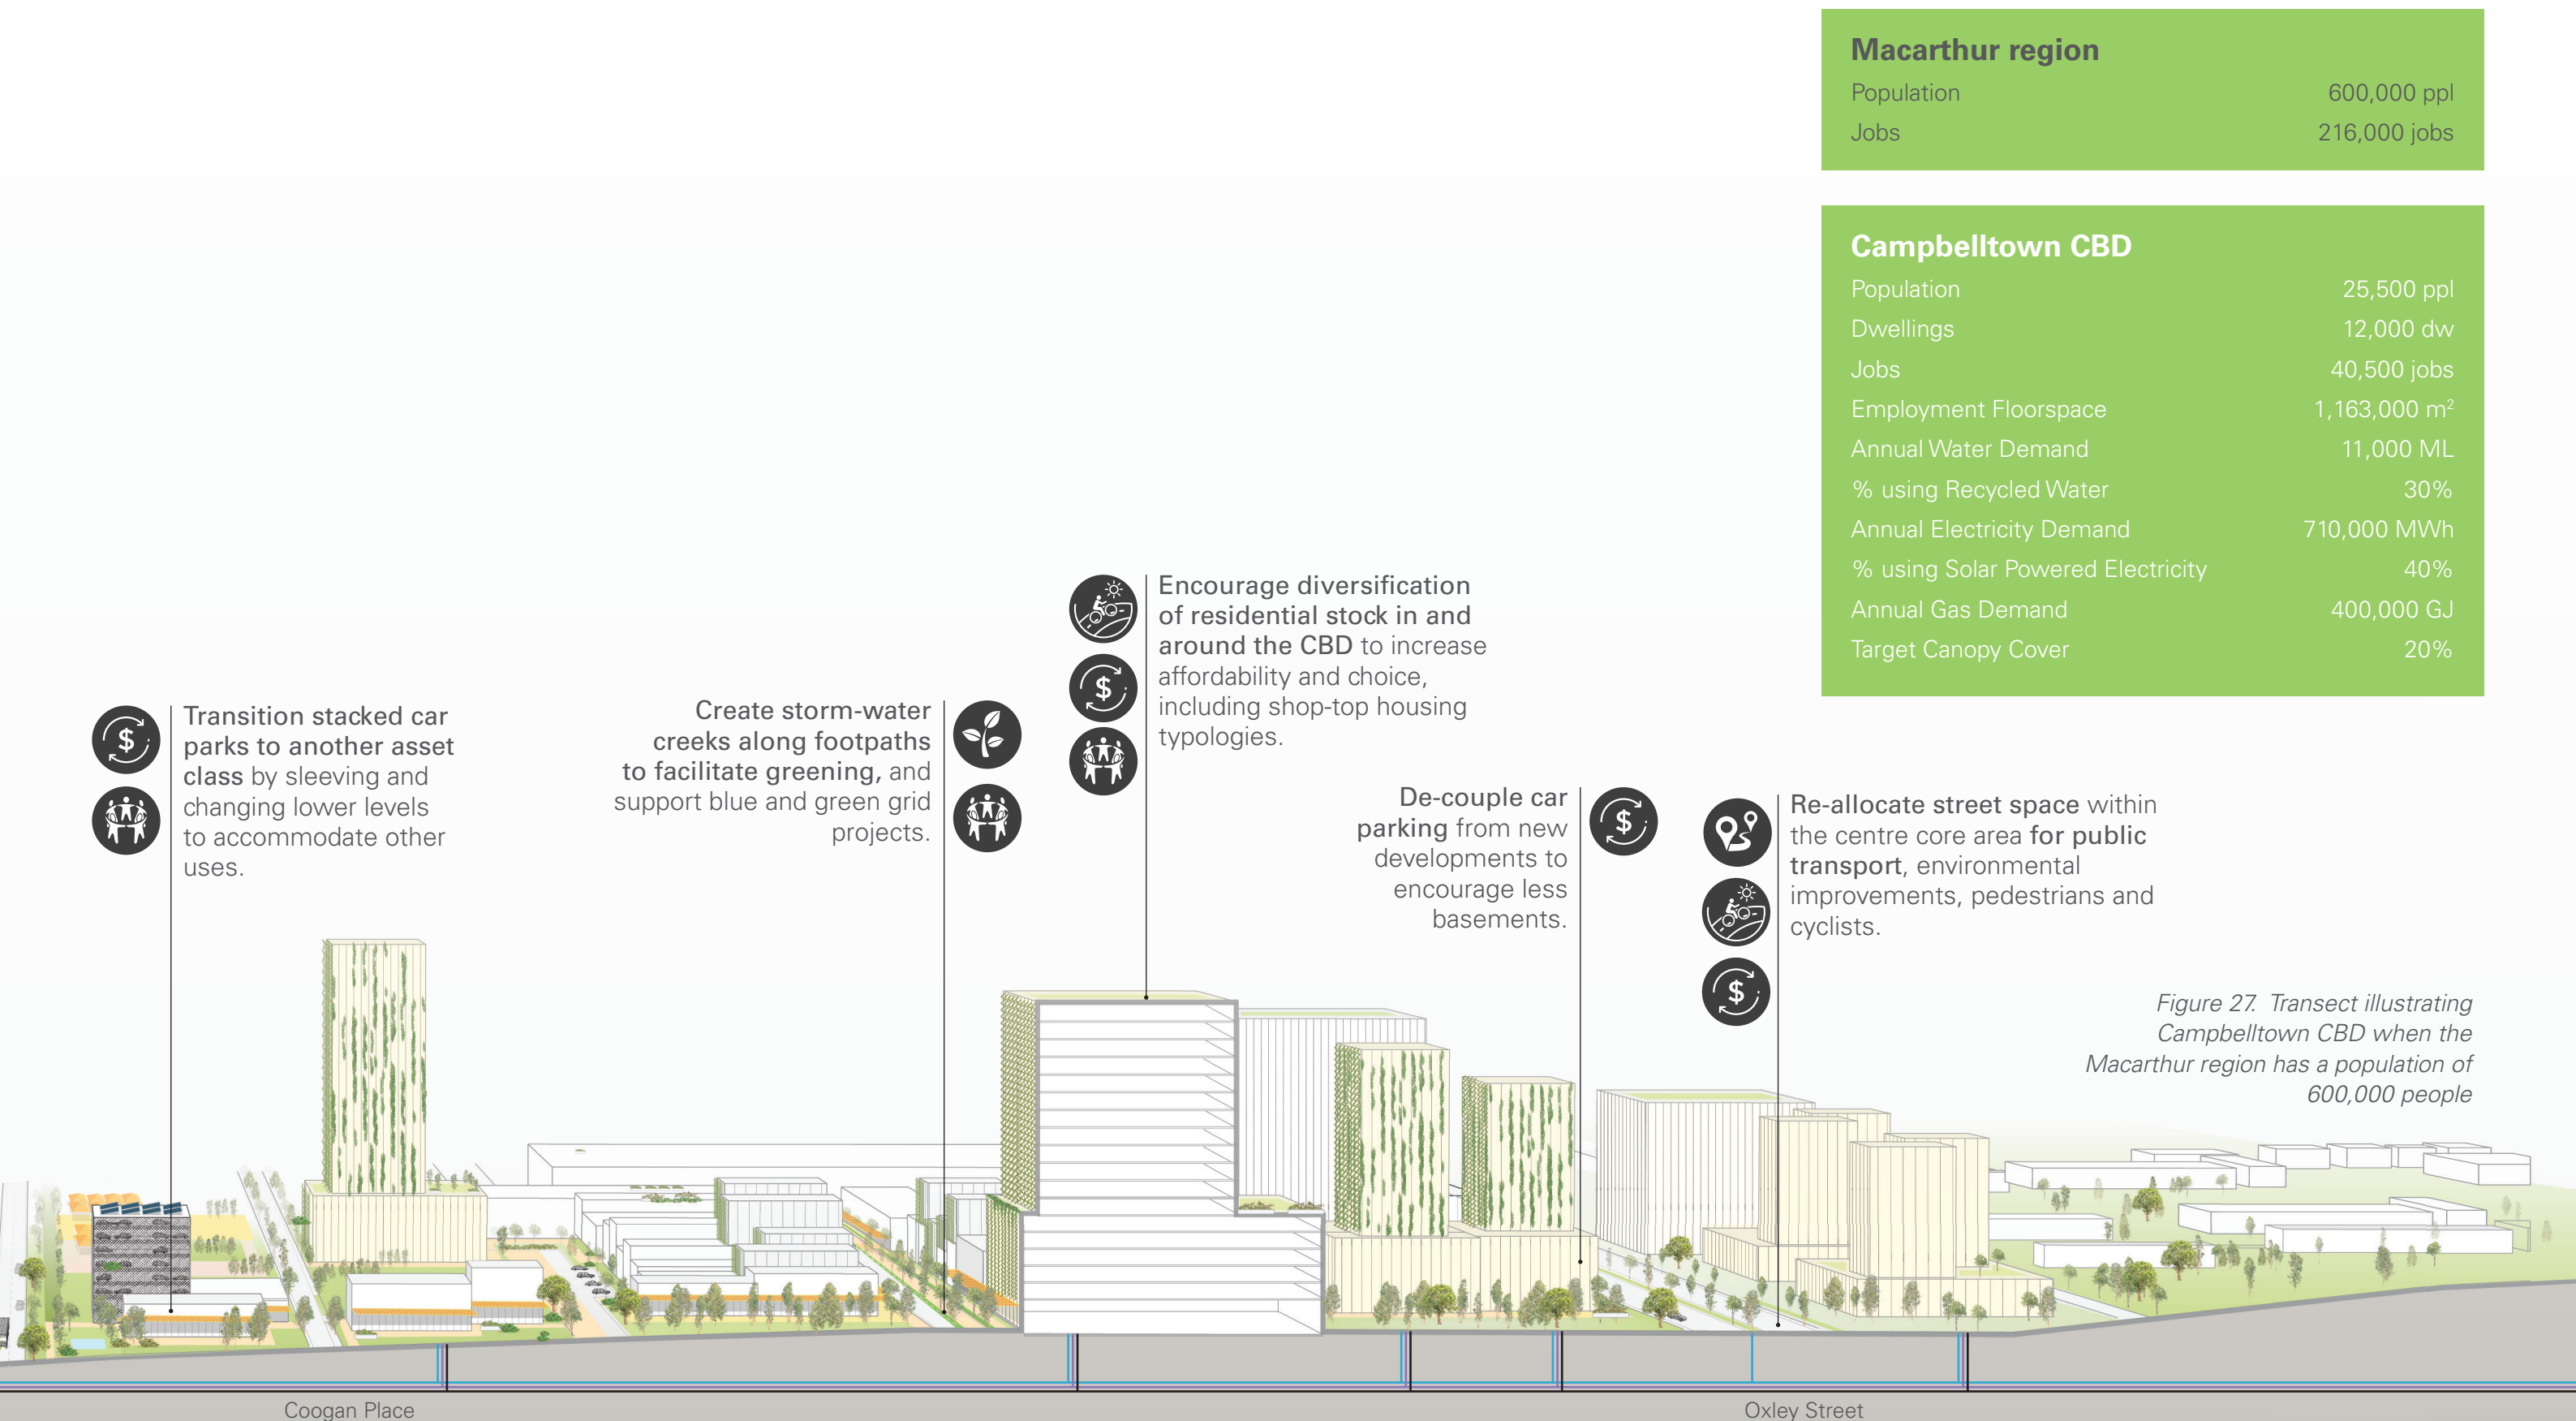 Macarthur region
Population 600,000 ppl
Jobs 216,000 jobs
Campbelltown CBD
Population 25,500 ppl
Dwellings 12,000 dw
Jobs 40,500 jobs
Employment Floorspace 1,163,000 m²
Annual Water Demand 11,000 ML
% using Recycled Water 30%
Annual Electricity Demand 710,000 MWh
% using Solar Powered Electricity 40%
Annual Gas Demand 400,000 GJ
Target Canopy Cover 20%
Transition stacked car
parks to another asset
class by sleeving and
changing lower levels
to accommodate other
uses.
Create storm-water
creeks along footpaths
to facilitate greening, and
support blue and green grid
projects.
Encourage diversification
of residential stock in and
around the CBD to increase
affordability and choice,
including shop-top housing
typologies.
De-couple car
parking from new
developments to
encourage less
basements.
Re-allocate street space within
the centre core area for public
transport, environmental
improvements, pedestrians and
cyclists.
Figure 27. Transect illustrating
Campbelltown CBD when the
Macarthur region has a population of
600,000 people
Coogan Place
Oxley Street